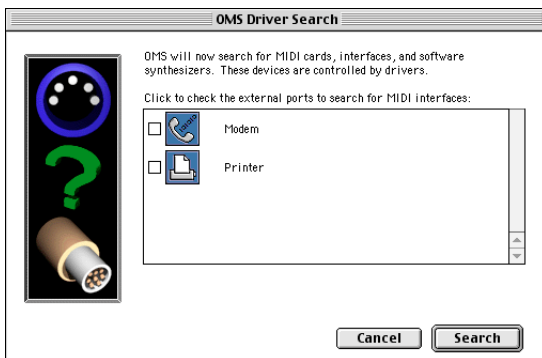 OMS Driver Search
OMS will now search for MIDI cards, interfaces, and software
synthesizers. These devices are controlled by drivers.
Click to check the external ports to search for MIDI interfaces:
Modem
Printer
Cancel
Search